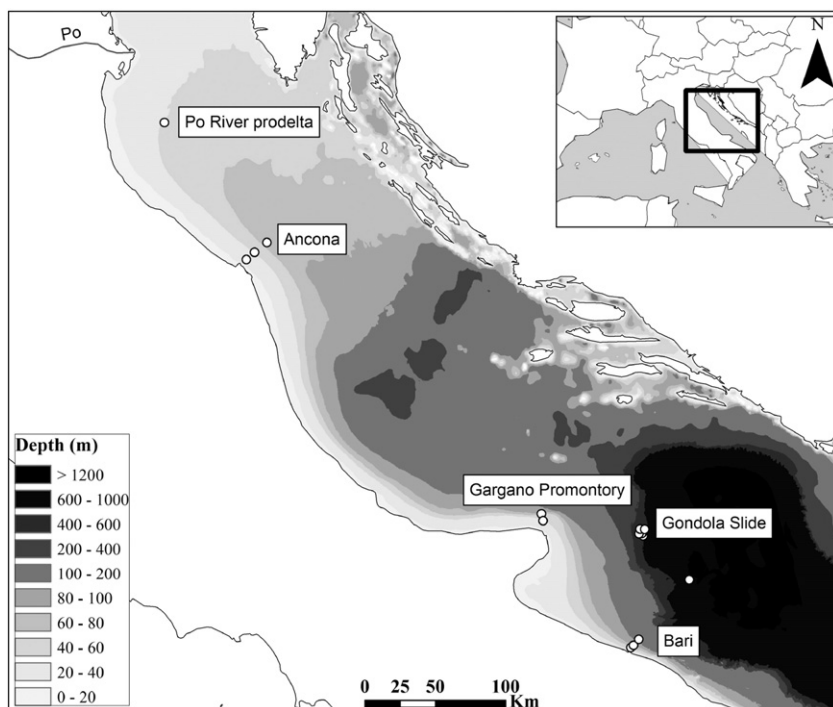 Po
N
Po River prodelta
Ancona
Gargano Promontory
Gondola Slide
Bari
Depth (m)
> 1200
600 - 1000
400 - 600
200 - 400
100 - 200
80 - 100
60 - 80
40 - 60
20 - 40
0 - 20
0 25 50 100
Km